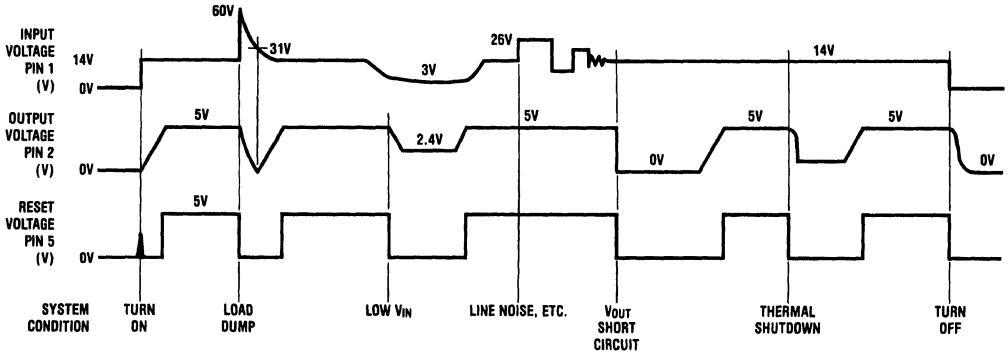 60V
INPUT
VOLTAGE
PIN 1
(V)
14V
0V
31V
3V
26V
14V
OUTPUT
VOLTAGE
PIN 2
(V)
0V
5V
2.4V
5V
0V
5V
5V
0V
RESET
VOLTAGE
PIN 5
(V)
0V
5V
SYSTEM
CONDITION
TURN
ON
LOAD
DUMP
LOW VIN
LINE NOISE, ETC.
VOUT
SHORT
CIRCUIT
THERMAL
SHUTDOWN
TURN
OFF